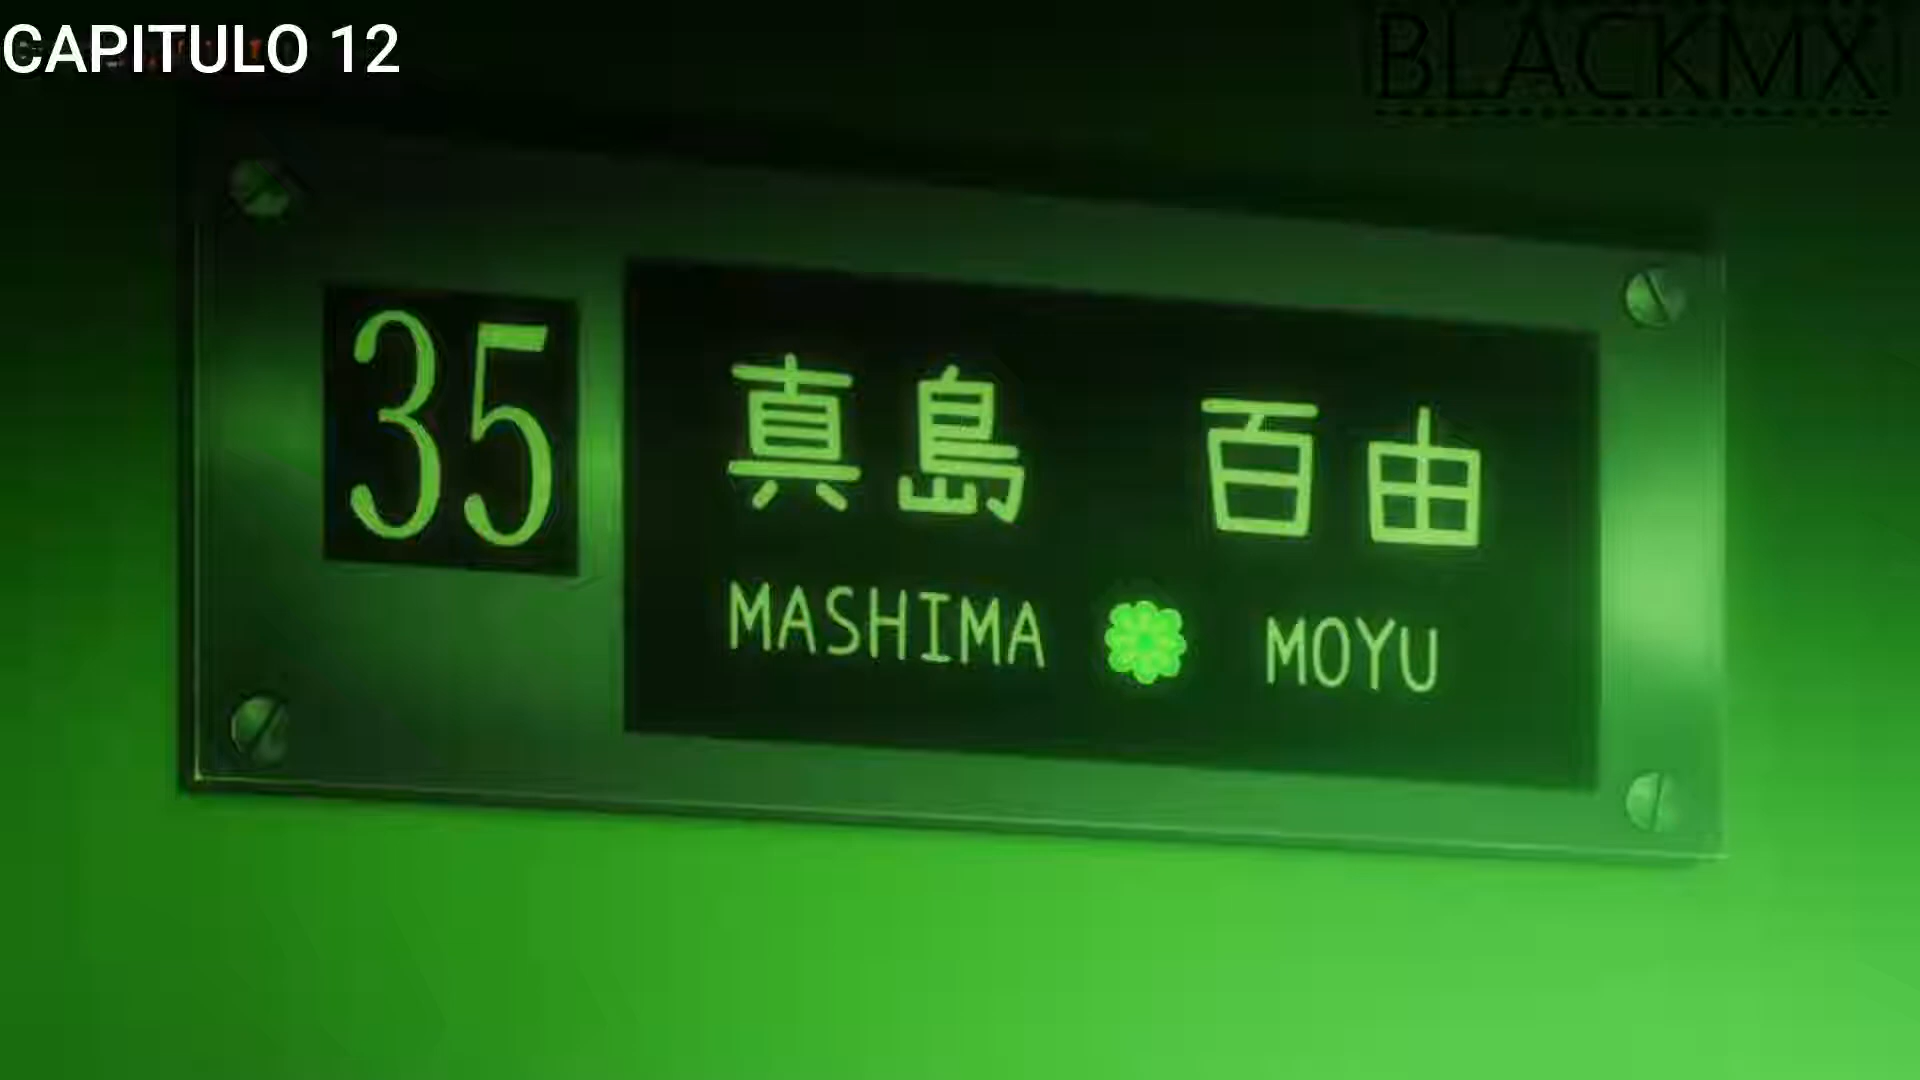 CAPITULO 12
BLACKMX
35
真島 百由
MASHIMA MOYU